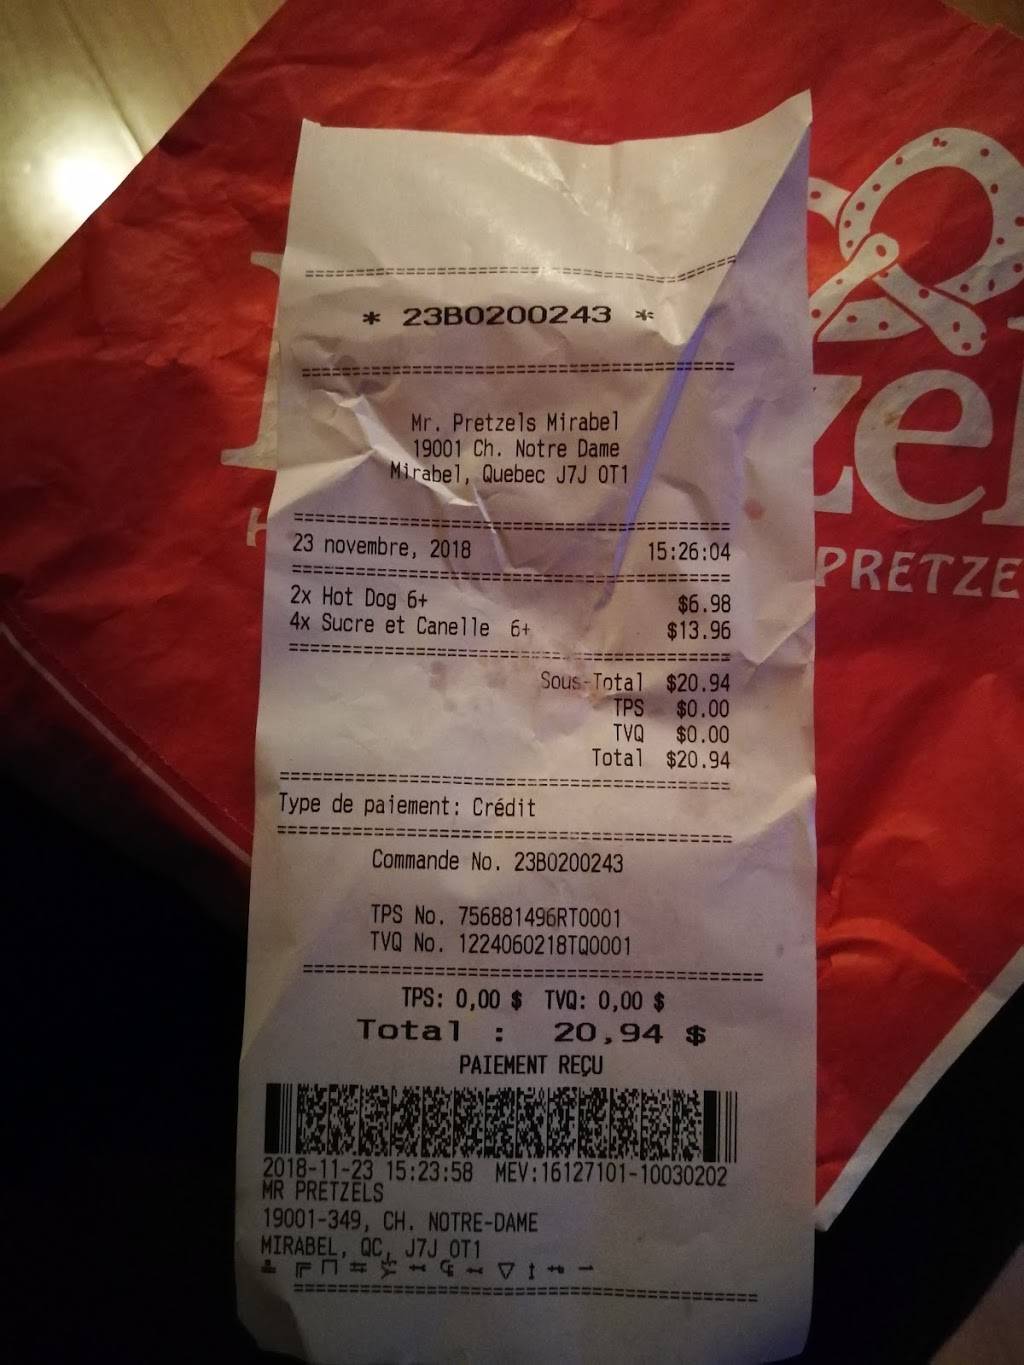 * 23B0200243 *
Mr. Pretzels Mirabel
19001 Ch. Notre Dame
Mirabel, Quebec J7J 0T1
23 novembre, 2018 15:26:04
2x Hot Dog 6+ $6.98
4x Sucre et Canelle 6+ $13.96
Sous-Total $20.94
TPS $0.00
TVQ $0.00
Total $20.94
Type de paiement: Crédit
Commande No. 23B0200243
TPS No. 756881496RT0001
TVQ No. 1224060218TQ0001
TPS: 0,00 $ TVQ: 0,00 $
Total : 20,94 $
PAIEMENT REÇU
2018-11-23 15:23:58 MEV:16127101-10030202
MR PRETZELS
19001-349, CH. NOTRE-DAME
MIRABEL, QC, J7J 0T1
zel
PRETZE